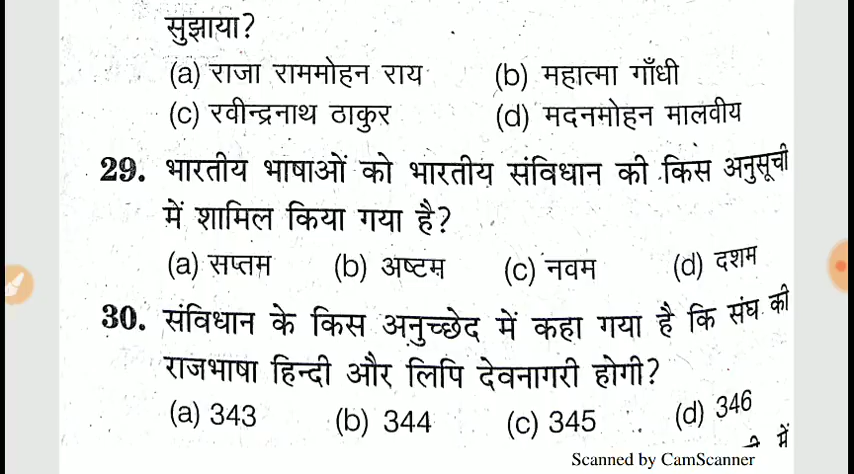 सुझाया?
(a) राजा राममोहन राय (b) महात्मा गाँधी
(c) रवीन्द्रनाथ ठाकुर (d) मदनमोहन मालवीय
29. भारतीय भाषाओं को भारतीय संविधान की किस अनुसूची
में शामिल किया गया है?
(a) सप्तम (b) अष्टम (c) नवम (d) दशम
30. संविधान के किस अनुच्छेद में कहा गया है कि संघ की
राजभाषा हिन्दी और लिपि देवनागरी होगी?
(a) 343 (b) 344 (c) 345 (d) 346
में
Scanned by CamScanner